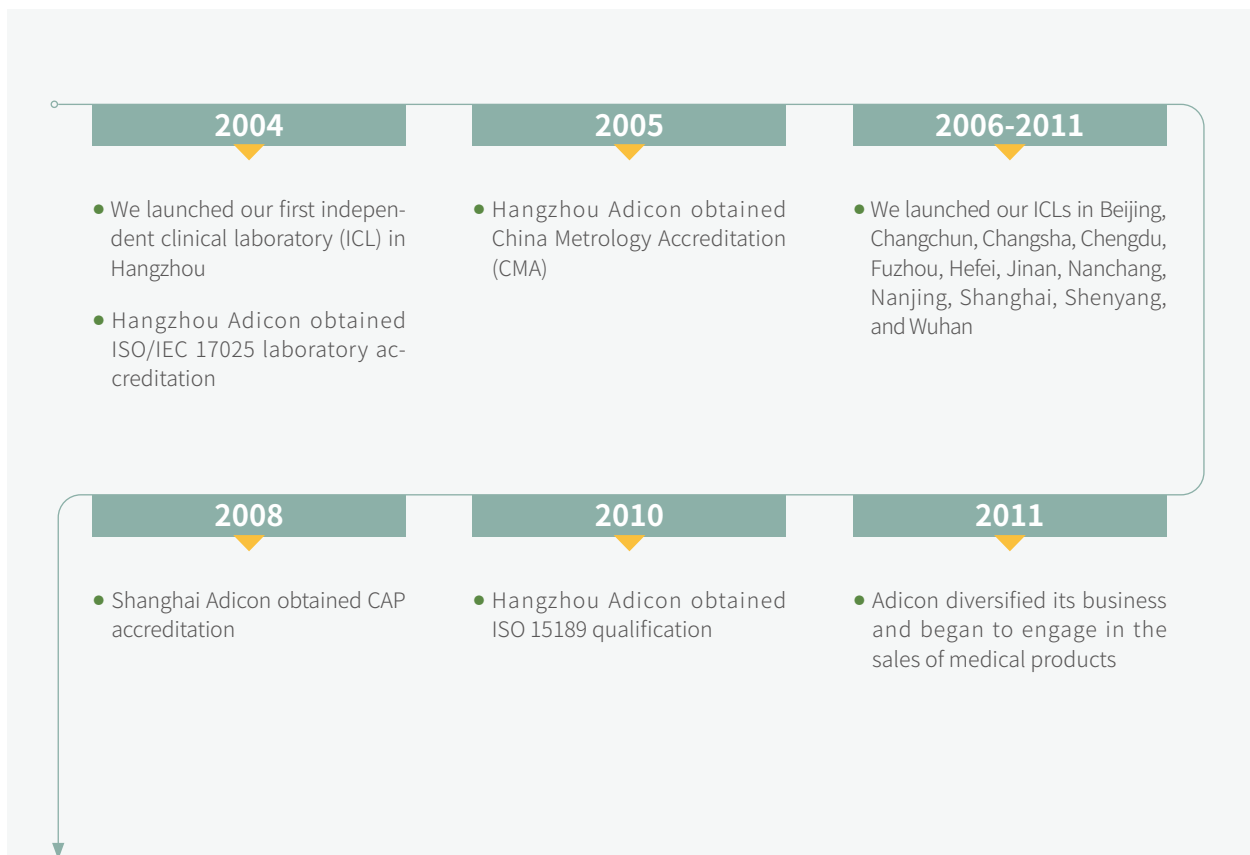 2004
We launched our first indepen-
dent clinical laboratory (ICL) in
Hangzhou
Hangzhou Adicon obtained
ISO/IEC 17025 laboratory ac-
creditation
2005
Hangzhou Adicon obtained
China Metrology Accreditation
(CMA)
2006-2011
We launched our ICLs in Beijing,
Changchun, Changsha, Chengdu,
Fuzhou, Hefei, Jinan, Nanchang,
Nanjing, Shanghai, Shenyang,
and Wuhan
2008
Shanghai Adicon obtained CAP
accreditation
2010
Hangzhou Adicon obtained
ISO 15189 qualification
2011
Adicon diversified its business
and began to engage in the
sales of medical products